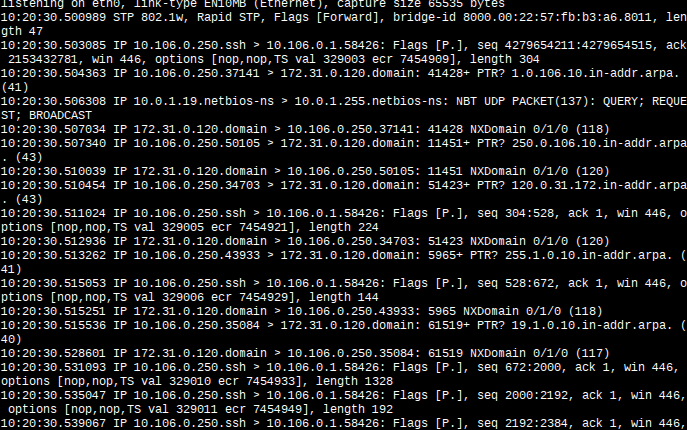 listening on eth0, link-type EN10MB (Ethernet), capture size 65535 bytes
10:20:30.500989 STP 802.1w, Rapid STP, Flags [Forward], bridge-id 8000.00:22:57:fb:b3:a6.8011, len
gth 47
10:20:30.503085 IP 10.106.0.250.ssh > 10.106.0.1.58426: Flags [P.], seq 4279654211:4279654515, ack
 2153432781, win 446, options [nop,nop,TS val 329003 ecr 7454909], length 304
10:20:30.504363 IP 10.106.0.250.37141 > 172.31.0.120.domain: 41428+ PTR? 1.0.106.10.in-addr.arpa.
(41)
10:20:30.506308 IP 10.0.1.19.netbios-ns > 10.0.1.255.netbios-ns: NBT UDP PACKET(137): QUERY; REQUE
ST; BROADCAST
10:20:30.507034 IP 172.31.0.120.domain > 10.106.0.250.37141: 41428 NXDomain 0/1/0 (118)
10:20:30.507340 IP 10.106.0.250.50105 > 172.31.0.120.domain: 11451+ PTR? 250.0.106.10.in-addr.arpa
. (43)
10:20:30.510039 IP 172.31.0.120.domain > 10.106.0.250.50105: 11451 NXDomain 0/1/0 (120)
10:20:30.510454 IP 10.106.0.250.34703 > 172.31.0.120.domain: 51423+ PTR? 120.0.31.172.in-addr.arpa
. (43)
10:20:30.511024 IP 10.106.0.250.ssh > 10.106.0.1.58426: Flags [P.], seq 304:528, ack 1, win 446, o
ptions [nop,nop,TS val 329005 ecr 7454921], length 224
10:20:30.512936 IP 172.31.0.120.domain > 10.106.0.250.34703: 51423 NXDomain 0/1/0 (120)
10:20:30.513262 IP 10.106.0.250.43933 > 172.31.0.120.domain: 5965+ PTR? 255.1.0.10.in-addr.arpa. (
41)
10:20:30.515053 IP 10.106.0.250.ssh > 10.106.0.1.58426: Flags [P.], seq 528:672, ack 1, win 446, o
ptions [nop,nop,TS val 329006 ecr 7454929], length 144
10:20:30.515251 IP 172.31.0.120.domain > 10.106.0.250.43933: 5965 NXDomain 0/1/0 (118)
10:20:30.515536 IP 10.106.0.250.35084 > 172.31.0.120.domain: 61519+ PTR? 19.1.0.10.in-addr.arpa. (
40)
10:20:30.528601 IP 172.31.0.120.domain > 10.106.0.250.35084: 61519 NXDomain 0/1/0 (117)
10:20:30.531093 IP 10.106.0.250.ssh > 10.106.0.1.58426: Flags [P.], seq 672:2000, ack 1, win 446,
options [nop,nop,TS val 329010 ecr 7454933], length 1328
10:20:30.535047 IP 10.106.0.250.ssh > 10.106.0.1.58426: Flags [P.], seq 2000:2192, ack 1, win 446,
 options [nop,nop,TS val 329011 ecr 7454949], length 192
10:20:30.539067 IP 10.106.0.250.ssh > 10.106.0.1.58426: Flags [P.], seq 2192:2384, ack 1, win 446,